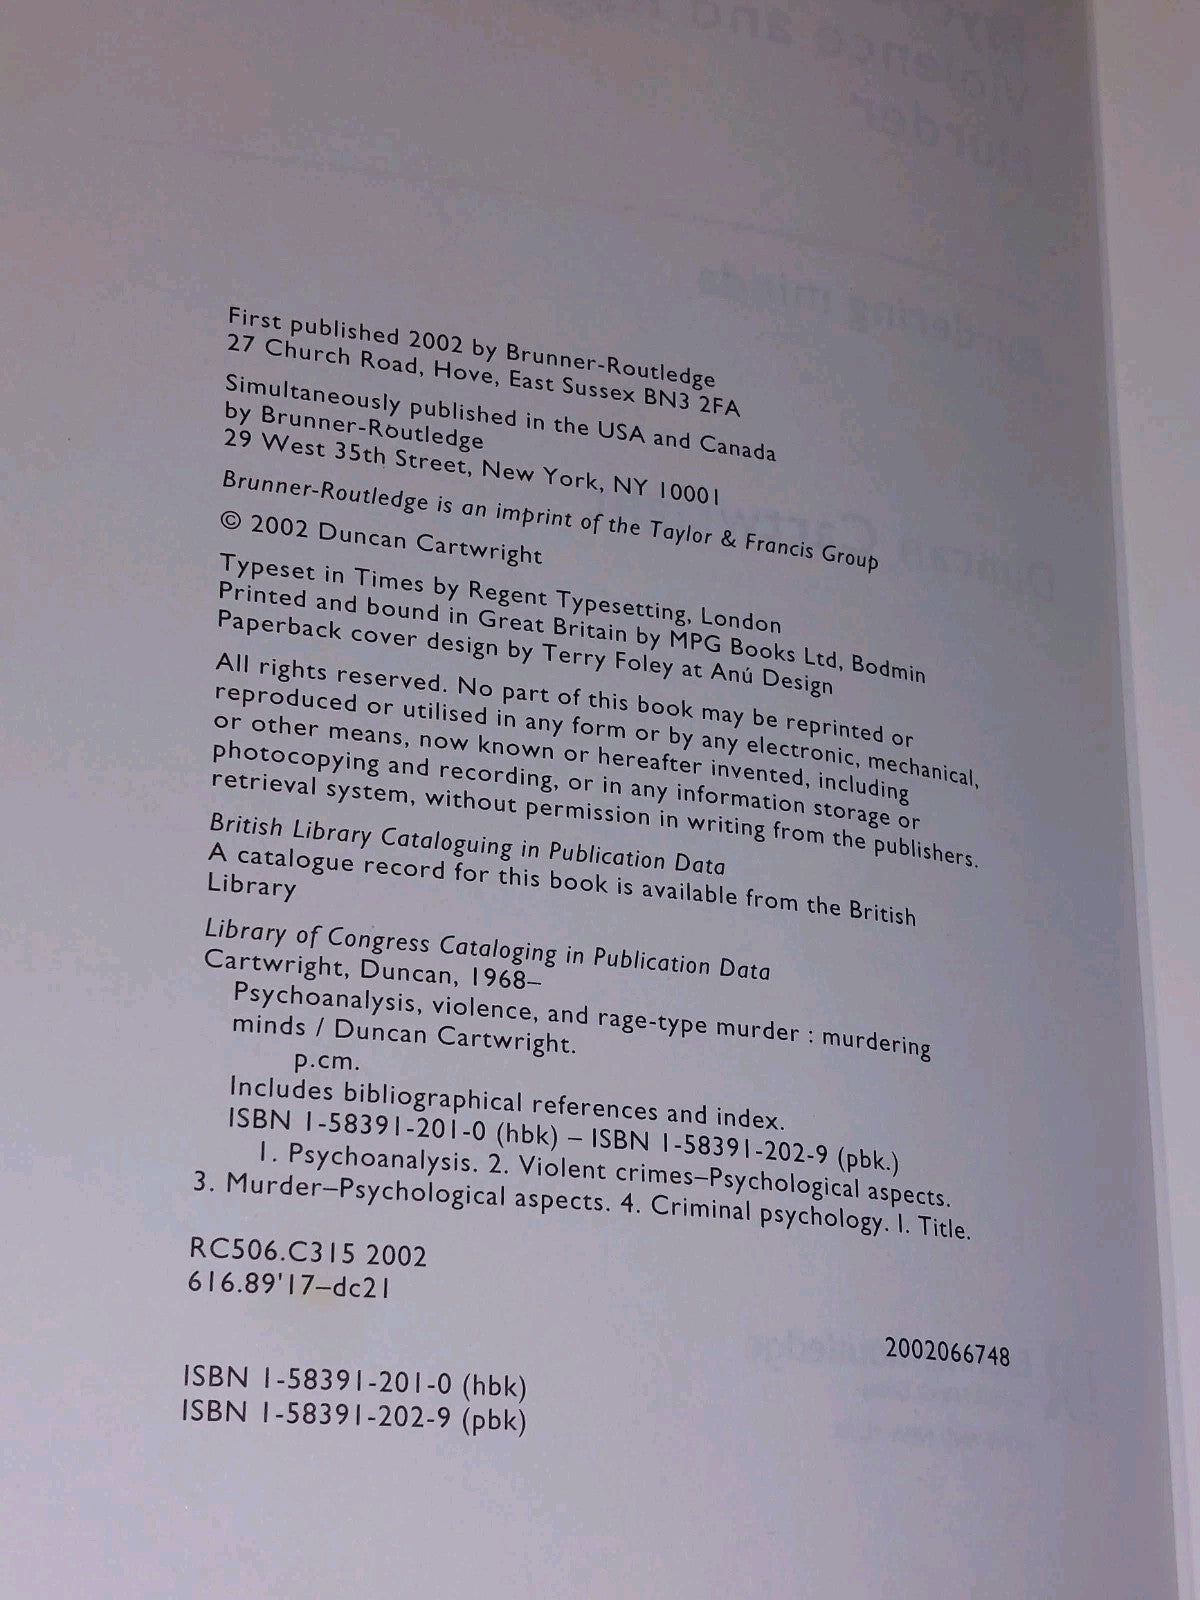 First published 2002 by Brunner-Routledge
27 Church Road, Hove, East Sussex BN3 2FA
Simultaneously published in the USA and Canada
by Brunner-Routledge
29 West 35th Street, New York, NY 10001
Brunner-Routledge is an imprint of the Taylor & Francis Group
© 2002 Duncan Cartwright
Typeset in Times by Regent Typesetting, London
Printed and bound in Great Britain by MPG Books Ltd, Bodmin
Paperback cover design by Terry Foley at Anú Design
All rights reserved. No part of this book may be reprinted or
reproduced or utilised in any form or by any electronic, mechanical,
or other means, now known or hereafter invented, including
photocopying and recording, or in any information storage or
retrieval system, without permission in writing from the publishers.
British Library Cataloguing in Publication Data
A catalogue record for this book is available from the British
Library
Library of Congress Cataloging in Publication Data
Cartwright, Duncan, 1968–
Psychoanalysis, violence, and rage-type murder : murdering
minds / Duncan Cartwright.
p.cm.
Includes bibliographical references and index.
ISBN 1-58391-201-0 (hbk) – ISBN 1-58391-202-9 (pbk.)
1. Psychoanalysis. 2. Violent crimes–Psychological aspects.
3. Murder–Psychological aspects. 4. Criminal psychology. I. Title.
RC506.C315 2002
616.89'17–dc21
2002066748
ISBN 1-58391-201-0 (hbk)
ISBN 1-58391-202-9 (pbk)